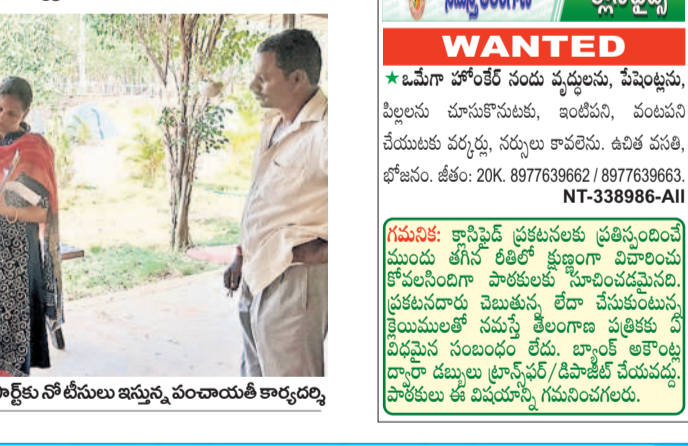 నోటీసులు ఇస్తున్న పంచాయతీ కార్యదర్శి
WANTED
★ఒమేగా హోంకేర్ నందు వృద్ధులను, పేషెంట్లను,
పిల్లలను చూసుకొనుటకు, ఇంటిపని, వంటపని
చేయుటకు వర్కర్లు, నర్సులు కావలెను. ఉచిత వసతి,
భోజనం. జీతం: 20K. 8977639662 / 8977639663.
NT-338986-All
గమనిక: క్లాసిఫైడ్ ప్రకటనలకు ప్రతిస్పందించే
ముందు తగిన రీతిలో క్షుణ్ణంగా విచారించు
కోవలసిందిగా పాఠకులకు సూచించడమైనది.
ప్రకటనదారు చెబుతున్న లేదా చేసుకుంటున్న
క్లెయిములతో నమస్తే తెలంగాణ పత్రికకు ఏ
విధమైన సంబంధం లేదు. బ్యాంక్ అకౌంట్ల
ద్వారా డబ్బులు ట్రాన్స్‌ఫర్/డిపాజిట్ చేయవద్దు.
పాఠకులు ఈ విషయాన్ని గమనించగలరు.